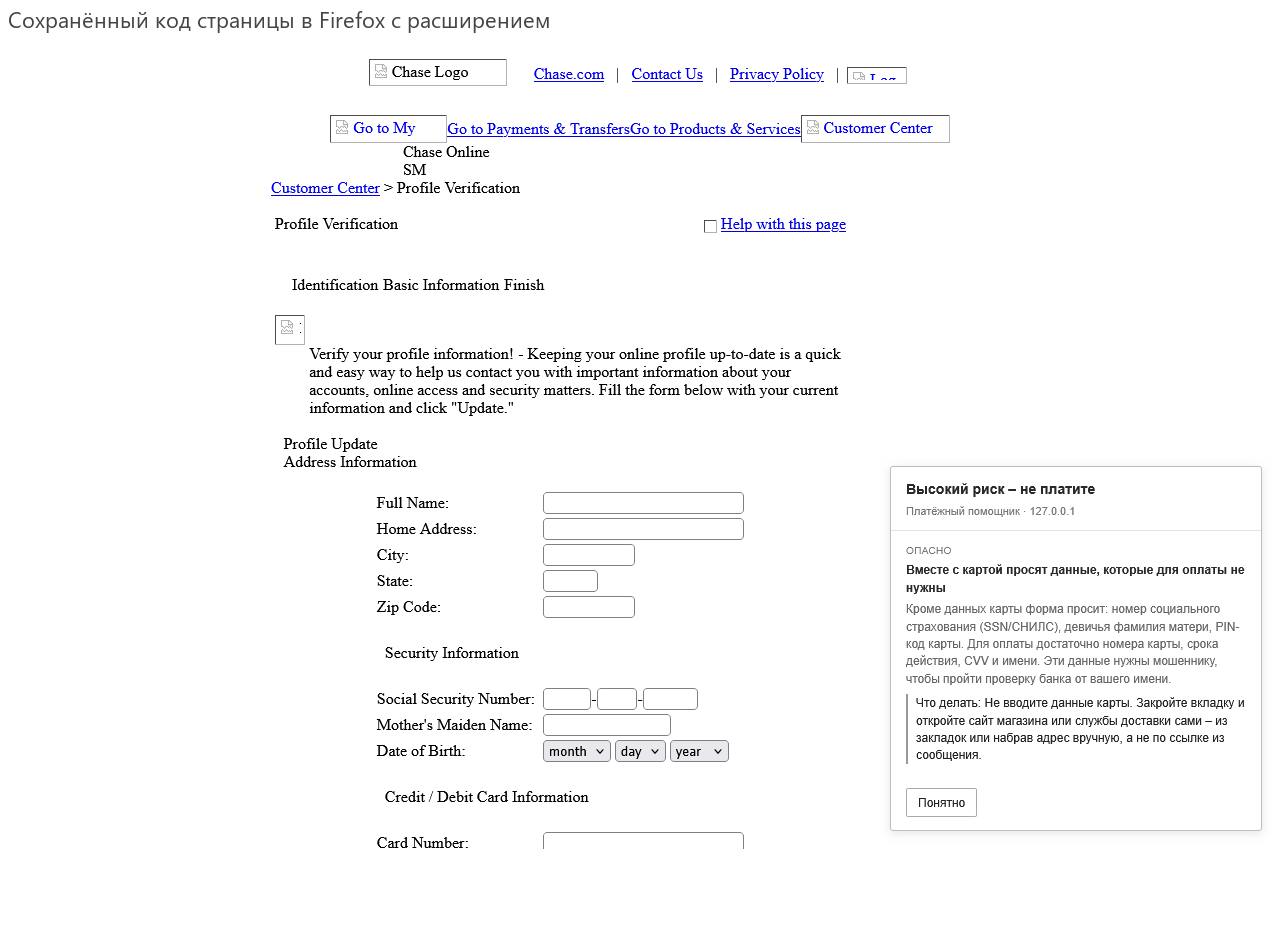 Сохранённый код страницы в Firefox с расширением
Chase Logo Chase.com | Contact Us | Privacy Policy |
Go to My Go to Payments & Transfers Go to Products & Services Customer Center
Chase Online
SM
Customer Center > Profile Verification
Profile Verification Help with this page
Identification Basic Information Finish
Verify your profile information! - Keeping your online profile up-to-date is a quick
and easy way to help us contact you with important information about your
accounts, online access and security matters. Fill the form below with your current
information and click "Update."
Profile Update
Address Information
Full Name:
Home Address:
City:
State:
Zip Code:
Security Information
Social Security Number: - -
Mother's Maiden Name:
Date of Birth: month day year
Credit / Debit Card Information
Card Number:
Высокий риск – не платите
Платёжный помощник · 127.0.0.1
ОПАСНО
Вместе с картой просят данные, которые для оплаты не
нужны
Кроме данных карты форма просит: номер социального
страхования (SSN/СНИЛС), девичья фамилия матери, PIN-
код карты. Для оплаты достаточно номера карты, срока
действия, CVV и имени. Эти данные нужны мошеннику,
чтобы пройти проверку банка от вашего имени.
Что делать: Не вводите данные карты. Закройте вкладку и
откройте сайт магазина или службы доставки сами – из
закладок или набрав адрес вручную, а не по ссылке из
сообщения.
Понятно